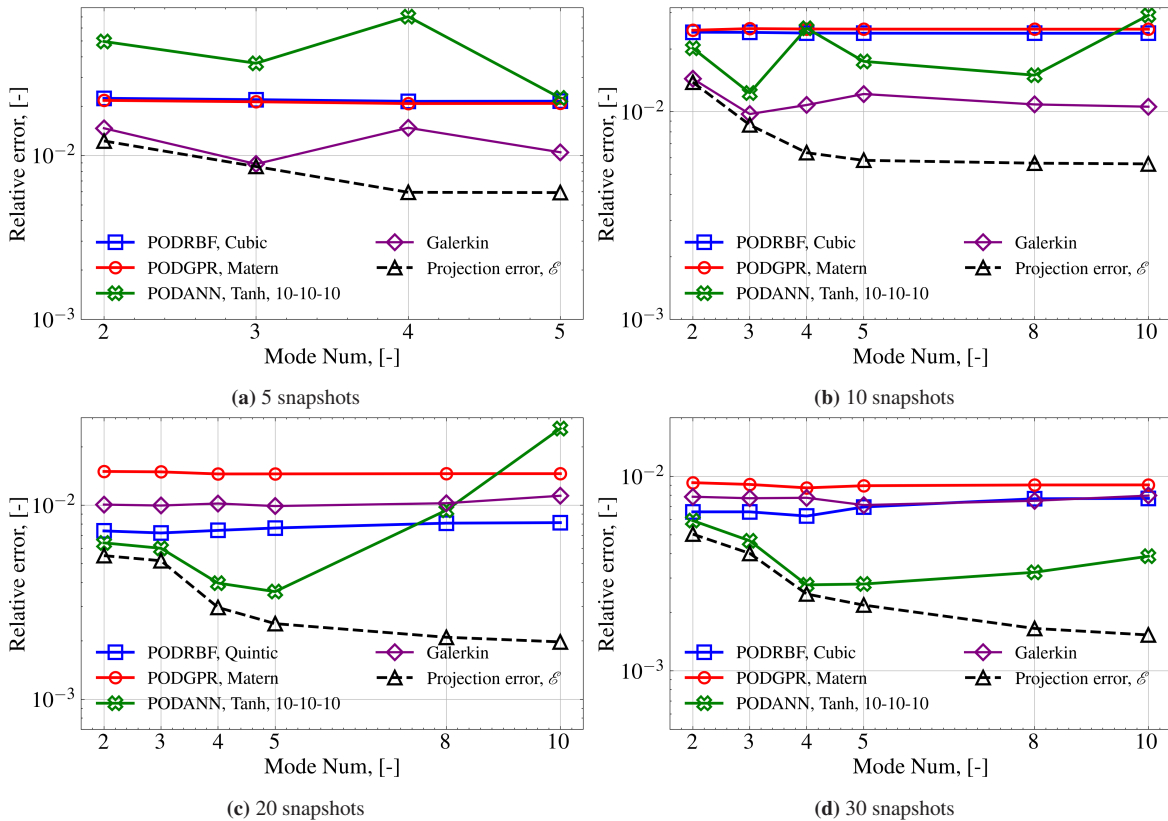 Relative error, [-]
10⁻²
10⁻³
PODRBF, Cubic
PODGPR, Matern
PODANN, Tanh, 10-10-10
Galerkin
Projection error, ℰ
2 3 4 5
Mode Num, [-]
(a) 5 snapshots
Relative error, [-]
10⁻²
10⁻³
PODRBF, Cubic
PODGPR, Matern
PODANN, Tanh, 10-10-10
Galerkin
Projection error, ℰ
2 3 4 5 8 10
Mode Num, [-]
(b) 10 snapshots
Relative error, [-]
10⁻²
10⁻³
PODRBF, Quintic
PODGPR, Matern
PODANN, Tanh, 10-10-10
Galerkin
Projection error, ℰ
2 3 4 5 8 10
Mode Num, [-]
(c) 20 snapshots
Relative error, [-]
10⁻²
10⁻³
PODRBF, Cubic
PODGPR, Matern
PODANN, Tanh, 10-10-10
Galerkin
Projection error, ℰ
2 3 4 5 8 10
Mode Num, [-]
(d) 30 snapshots